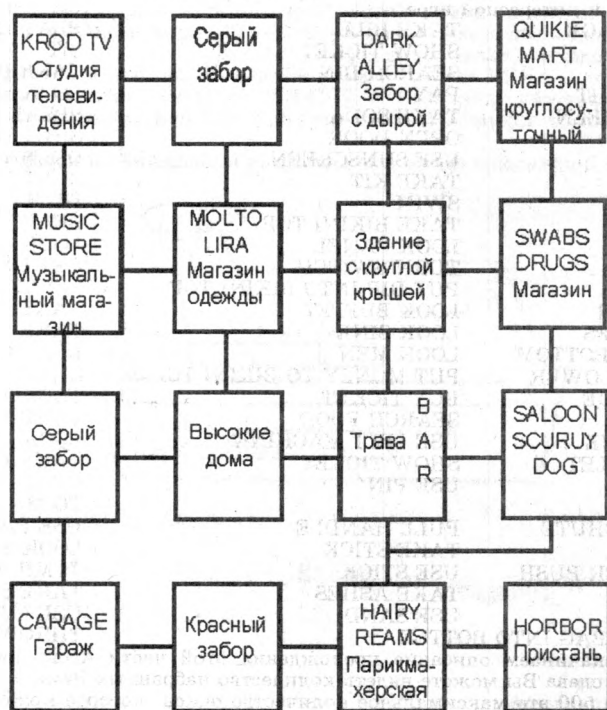 KROD TV
Студия
телеви-
дения
Серый
забор
DARK
ALLEY
Забор
с дырой
QUIKIE
MART
Магазин
круглосу-
точный
MUSIC
STORE
Музыкаль-
ный мага-
зин
MOLTO
LIRA
Магазин
одежды
Здание
с круглой
крышей
SWABS
DRUGS
Магазин
Серый
забор
Высокие
дома
Трава
B
A
R
SALOON
SCURUY
DOG
CARAGE
Гараж
Красный
забор
HAIRY
REAMS
Парикма-
херская
HORBOR
Пристань